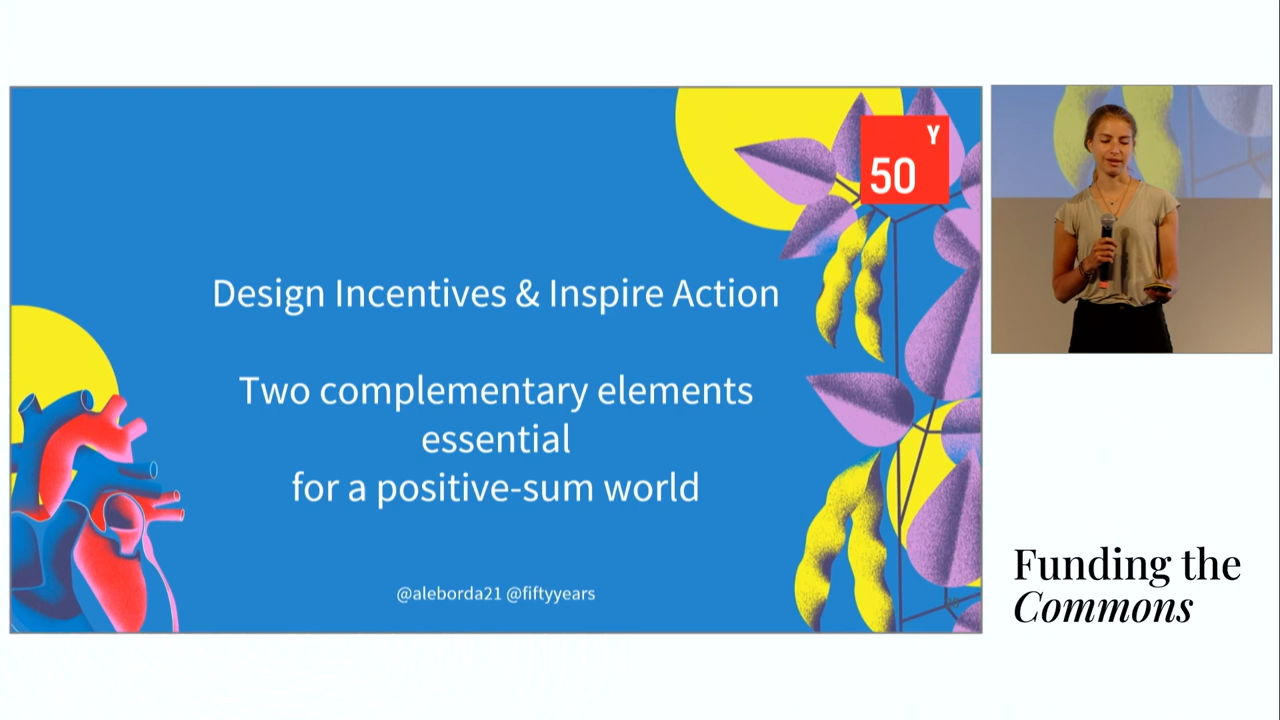 Y
50
Design Incentives & Inspire Action
Two complementary elements
essential
for a positive-sum world
@aleborda21 @fiftyyears
Funding the
Commons